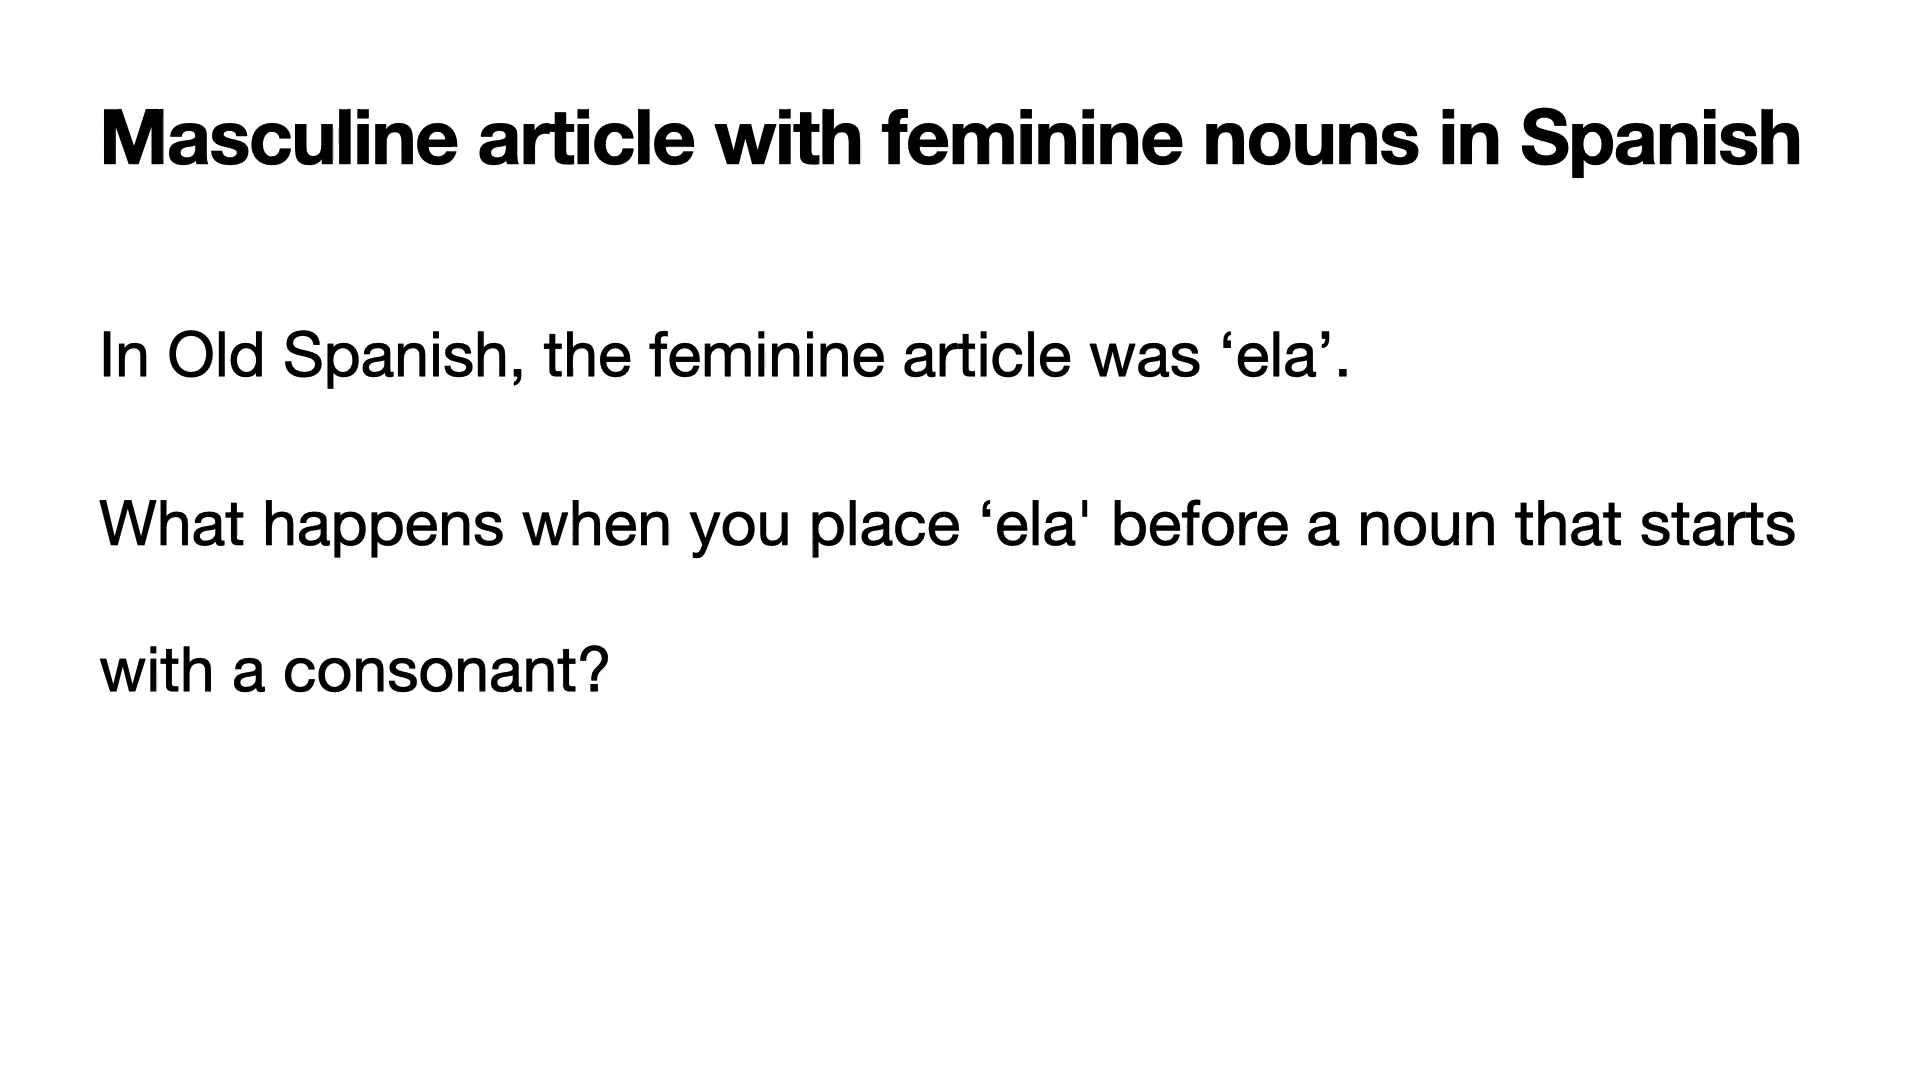 Masculine article with feminine nouns in Spanish
In Old Spanish, the feminine article was ‘ela’.
What happens when you place ‘ela' before a noun that starts
with a consonant?